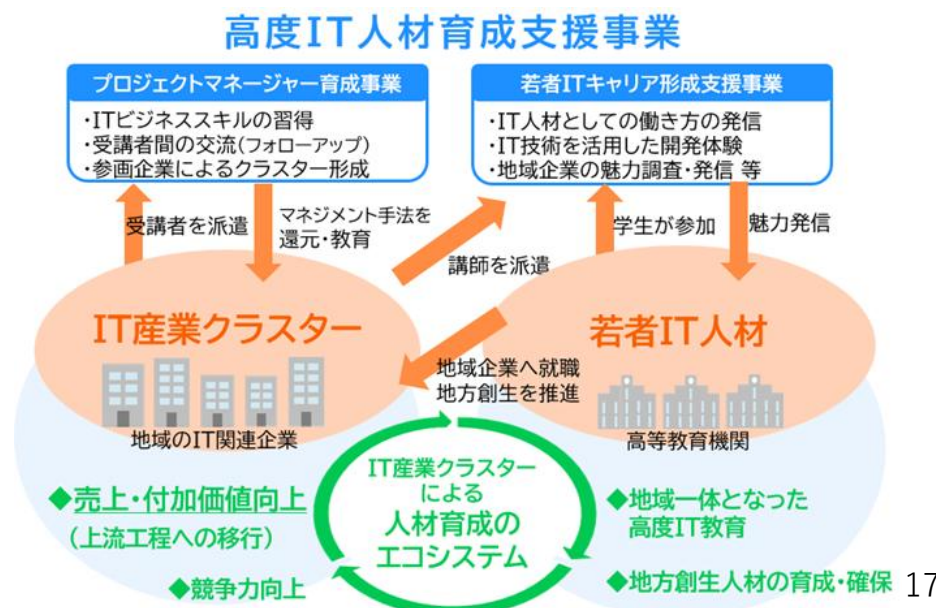 高度IT人材育成支援事業
プロジェクトマネージャー育成事業
・ITビジネススキルの習得
・受講者間の交流(フォローアップ)
・参画企業によるクラスター形成
若者ITキャリア形成支援事業
・IT人材としての働き方の発信
・IT技術を活用した開発体験
・地域企業の魅力調査・発信 等
受講者を派遣
マネジメント手法を
還元・教育
講師を派遣
学生が参加
魅力発信
IT産業クラスター
若者IT人材
地域企業へ就職
地方創生を推進
地域のIT関連企業
高等教育機関
◆売上・付加価値向上
(上流工程への移行)
◆競争力向上
IT産業クラスター
による
人材育成の
エコシステム
◆地域一体となった
高度IT教育
◆地方創生人材の育成・確保
17